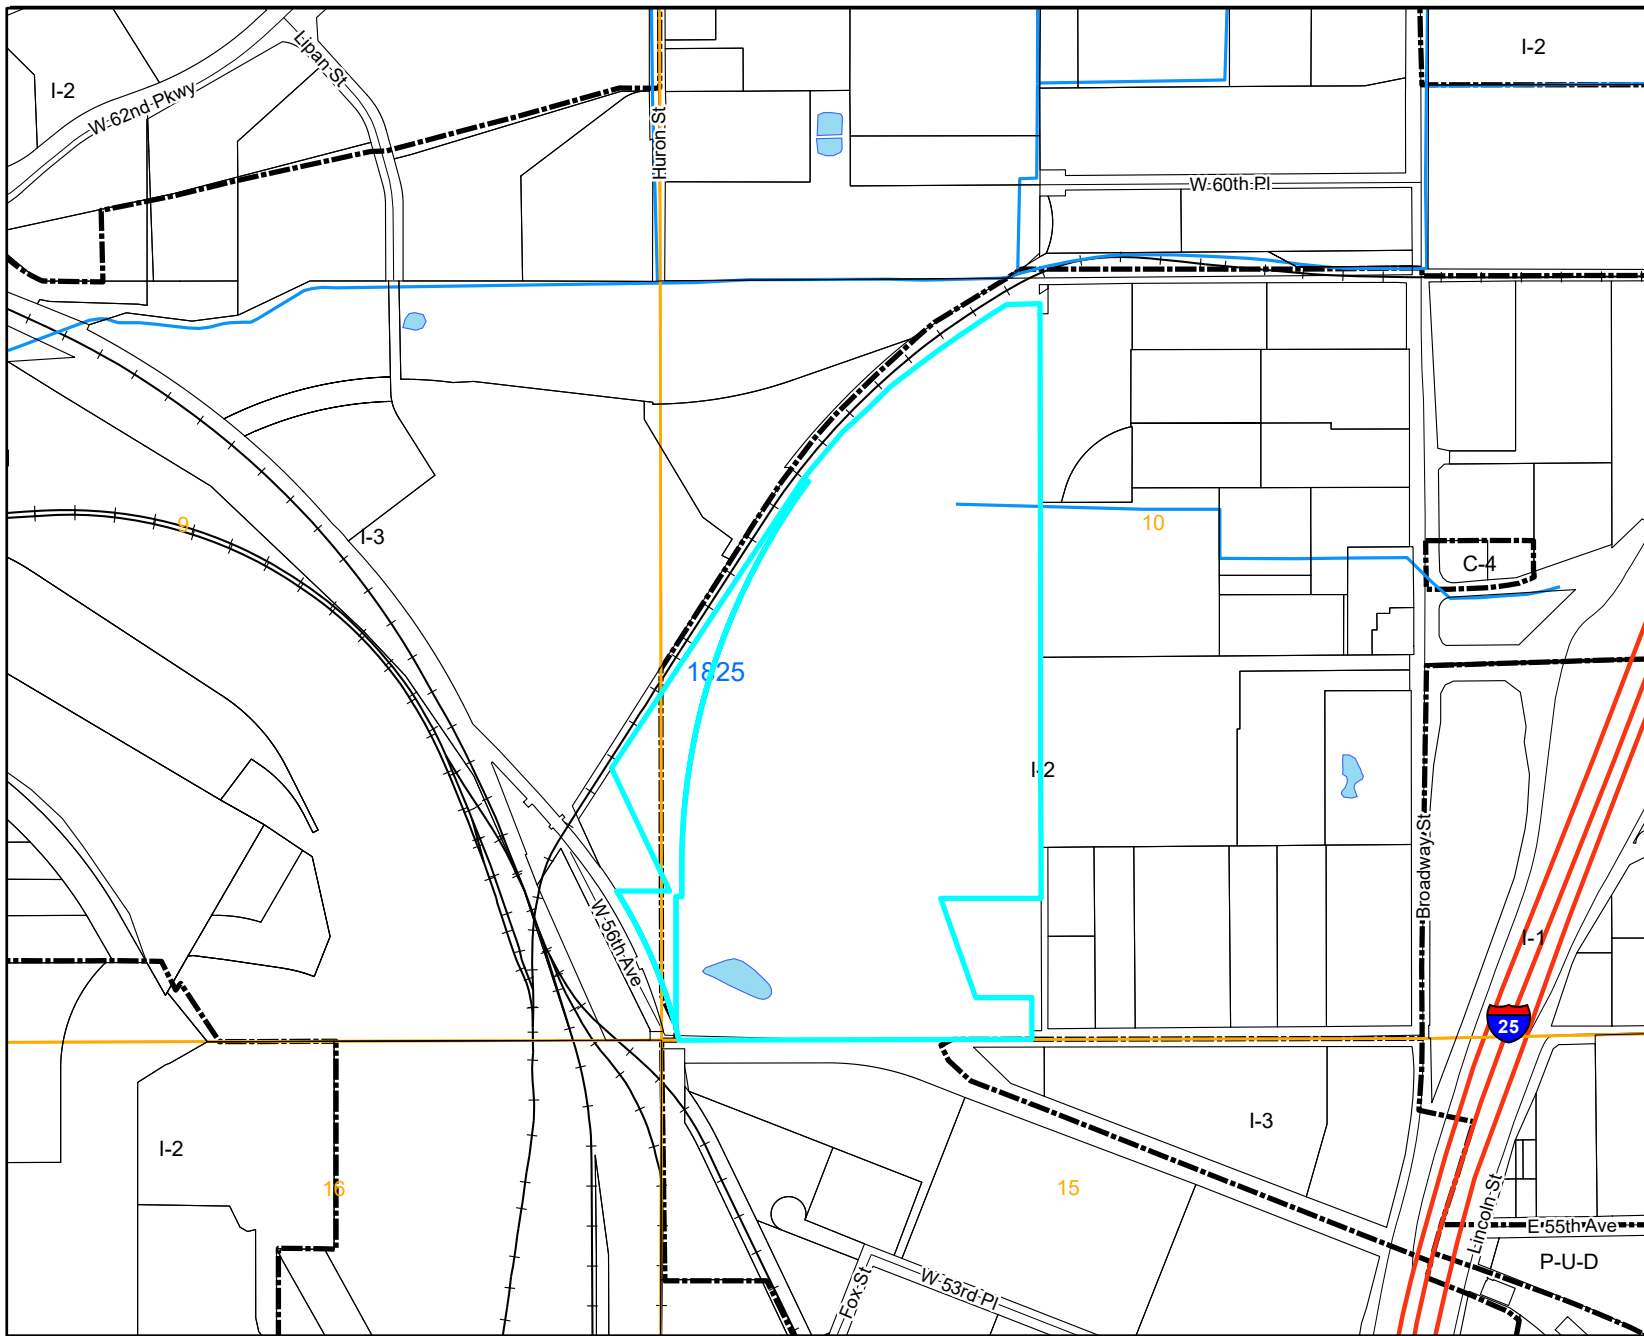 I-2
Lipan St
I-2
W 62nd Pkwy
Huron St
W 60th Pl
9
I-3
10
C-4
1825
I-2
Broadway St
W 56th Ave
I-1
25
I-3
I-2
16
15
Lincoln St
E 55th Ave
P-U-D
Fox St
W 53rd Pl